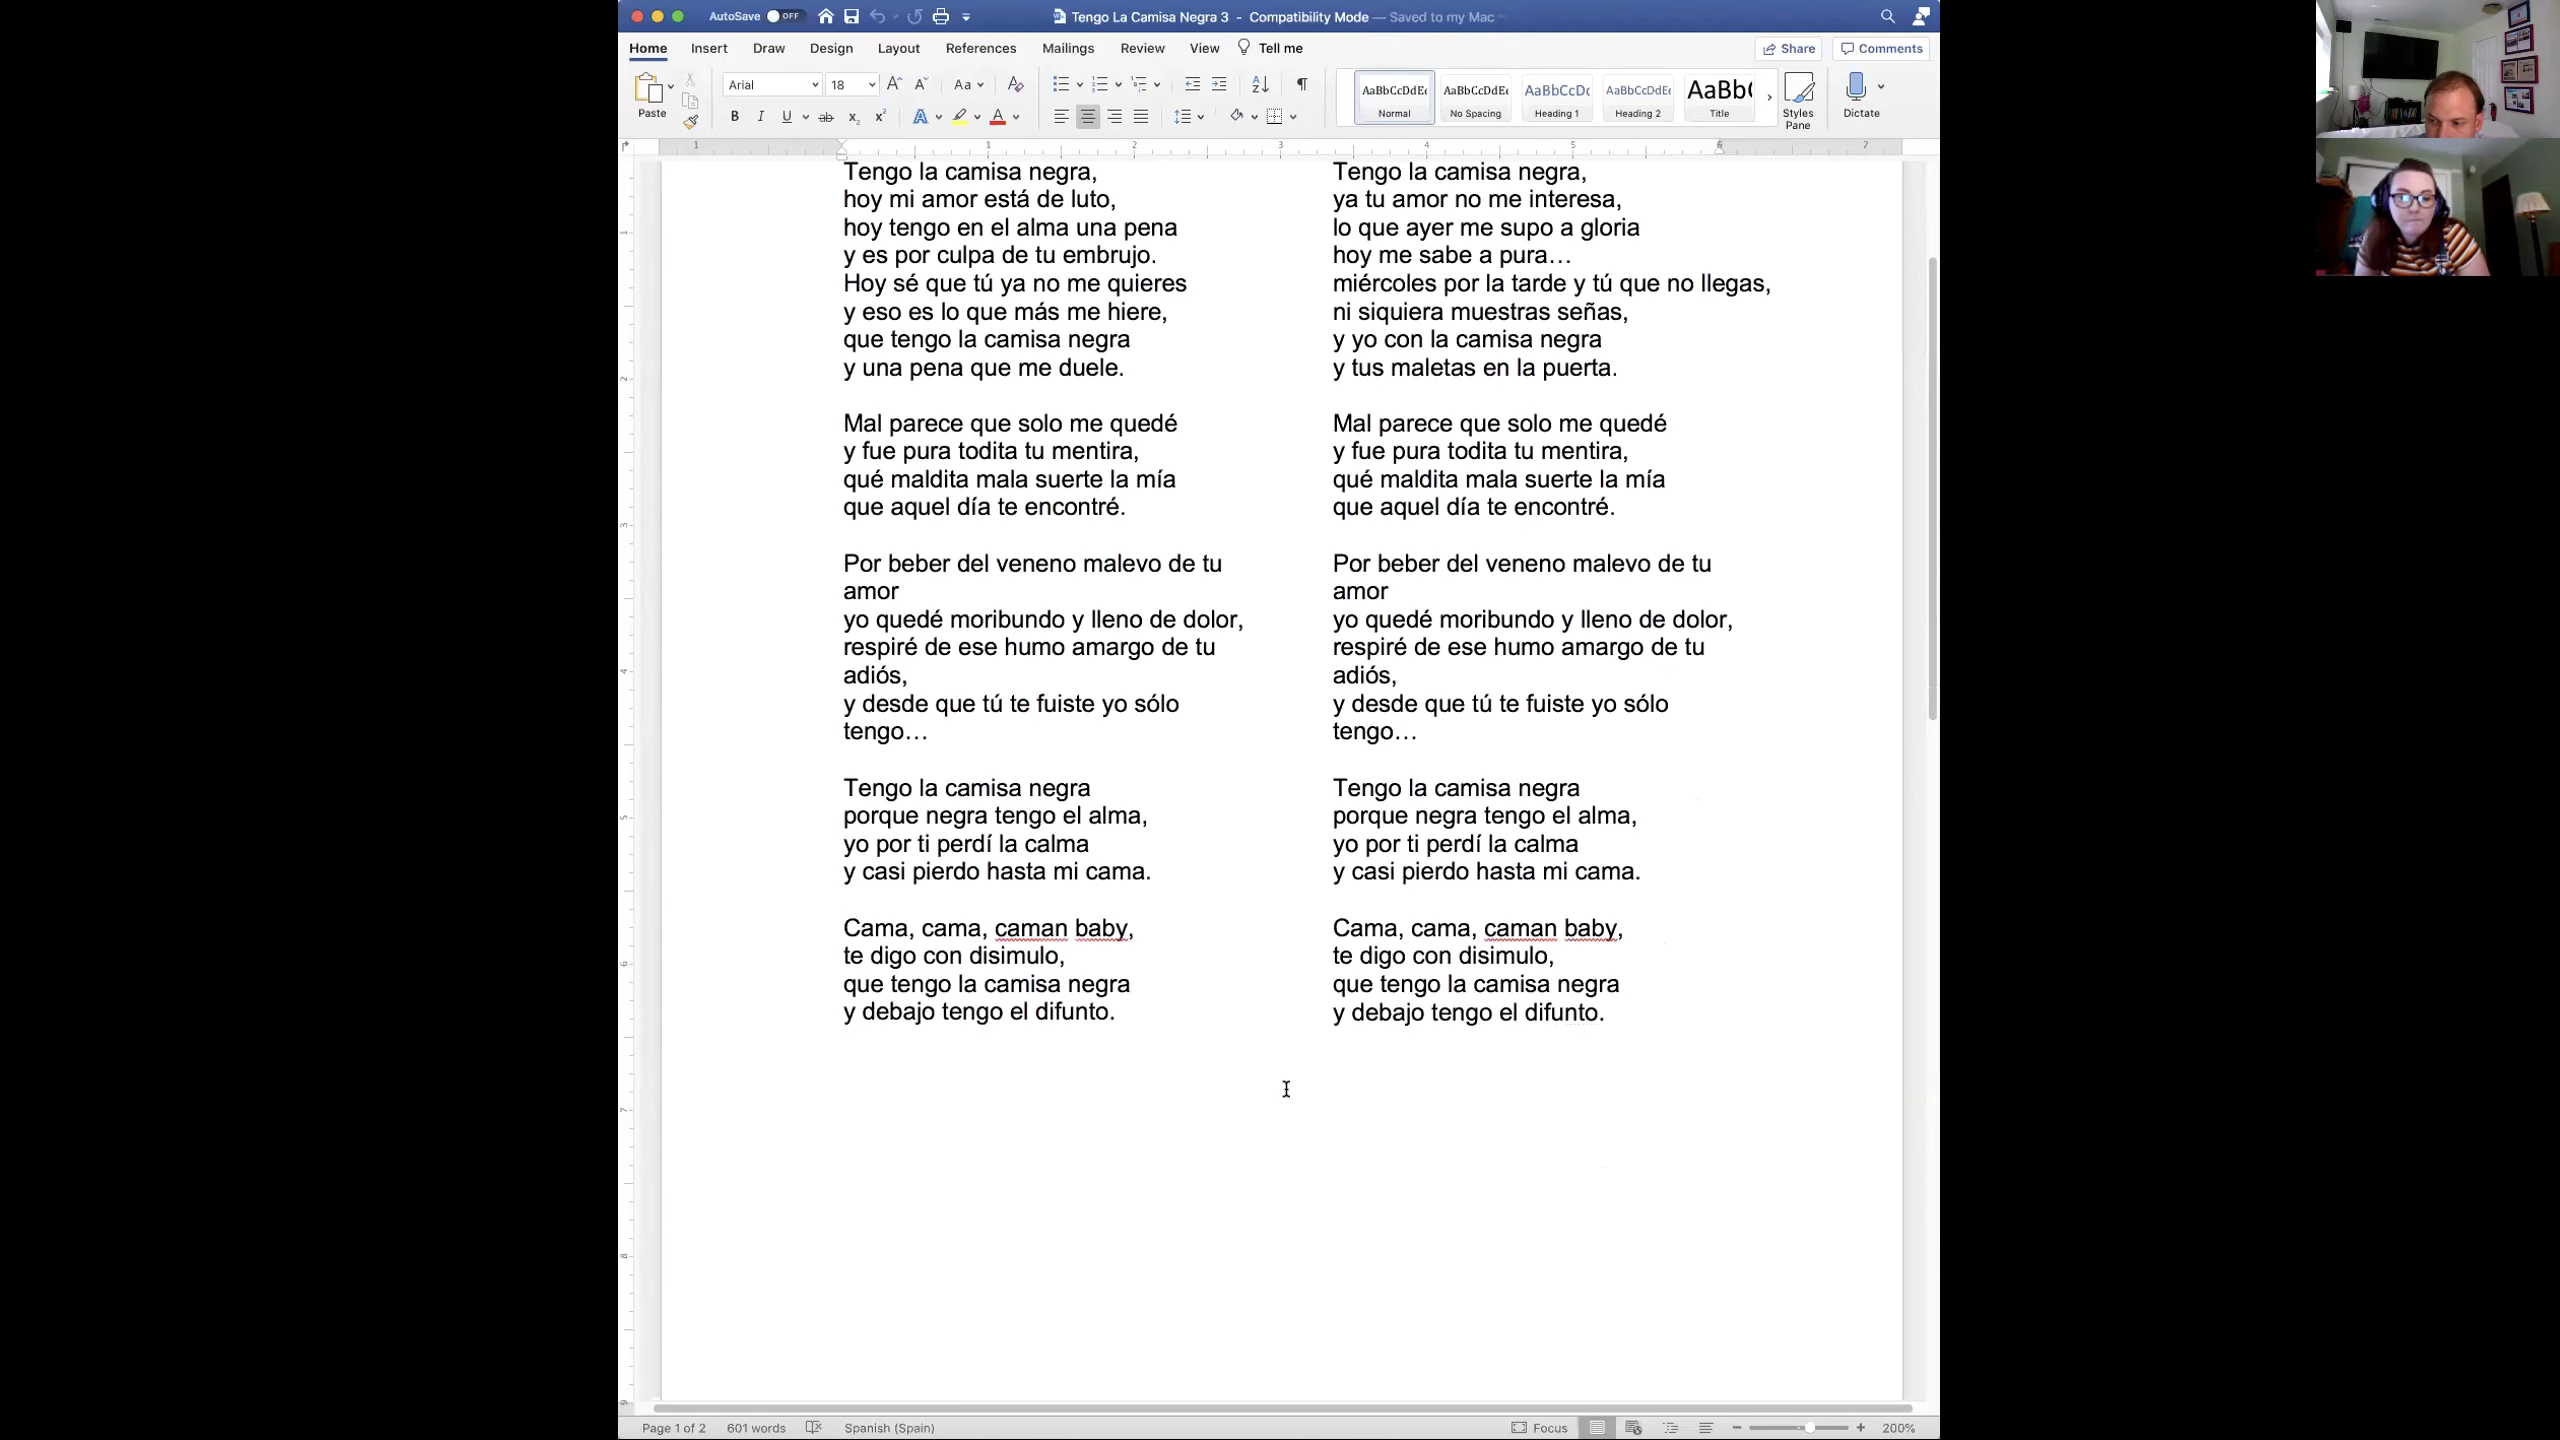 AutoSave OFF
Tengo La Camisa Negra 3 - Compatibility Mode — Saved to my Mac
Home Insert Draw Design Layout References Mailings Review View Tell me
Share Comments
Paste
Arial 18
AaBbCcDdEe Normal
AaBbCcDdEe No Spacing
AaBbCcDc Heading 1
AaBbCcDdEe Heading 2
AaBb( Title
Styles Pane
Dictate
Tengo la camisa negra,
hoy mi amor está de luto,
hoy tengo en el alma una pena
y es por culpa de tu embrujo.
Hoy sé que tú ya no me quieres
y eso es lo que más me hiere,
que tengo la camisa negra
y una pena que me duele.
Mal parece que solo me quedé
y fue pura todita tu mentira,
qué maldita mala suerte la mía
que aquel día te encontré.
Por beber del veneno malevo de tu
amor
yo quedé moribundo y lleno de dolor,
respiré de ese humo amargo de tu
adiós,
y desde que tú te fuiste yo sólo
tengo…
Tengo la camisa negra
porque negra tengo el alma,
yo por ti perdí la calma
y casi pierdo hasta mi cama.
Cama, cama, caman baby,
te digo con disimulo,
que tengo la camisa negra
y debajo tengo el difunto.
Tengo la camisa negra,
ya tu amor no me interesa,
lo que ayer me supo a gloria
hoy me sabe a pura…
miércoles por la tarde y tú que no llegas,
ni siquiera muestras señas,
y yo con la camisa negra
y tus maletas en la puerta.
Mal parece que solo me quedé
y fue pura todita tu mentira,
qué maldita mala suerte la mía
que aquel día te encontré.
Por beber del veneno malevo de tu
amor
yo quedé moribundo y lleno de dolor,
respiré de ese humo amargo de tu
adiós,
y desde que tú te fuiste yo sólo
tengo…
Tengo la camisa negra
porque negra tengo el alma,
yo por ti perdí la calma
y casi pierdo hasta mi cama.
Cama, cama, caman baby,
te digo con disimulo,
que tengo la camisa negra
y debajo tengo el difunto.
Page 1 of 2 601 words Spanish (Spain) Focus 200%